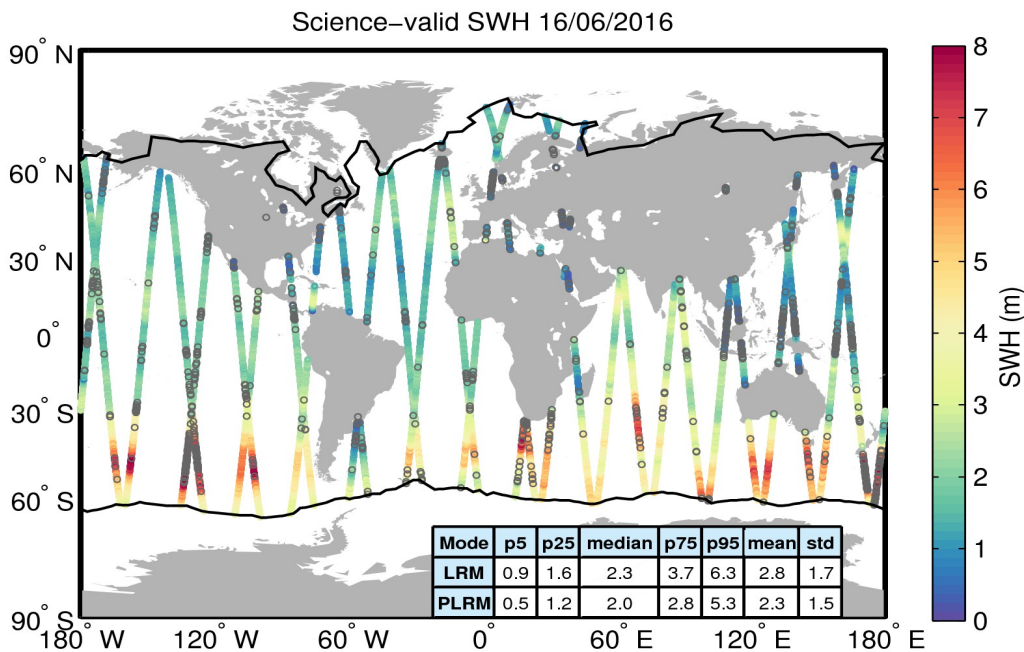 Science−valid SWH 16/06/2016
90° N
60° N
30° N
0°
30° S
60° S
90° S
180° W
120° W
60° W
0°
60° E
120° E
180° E
Mode p5 p25 median p75 p95 mean std
LRM 0.9 1.6 2.3 3.7 6.3 2.8 1.7
PLRM 0.5 1.2 2.0 2.8 5.3 2.3 1.5
8
7
6
5
4
3
2
1
0
SWH (m)